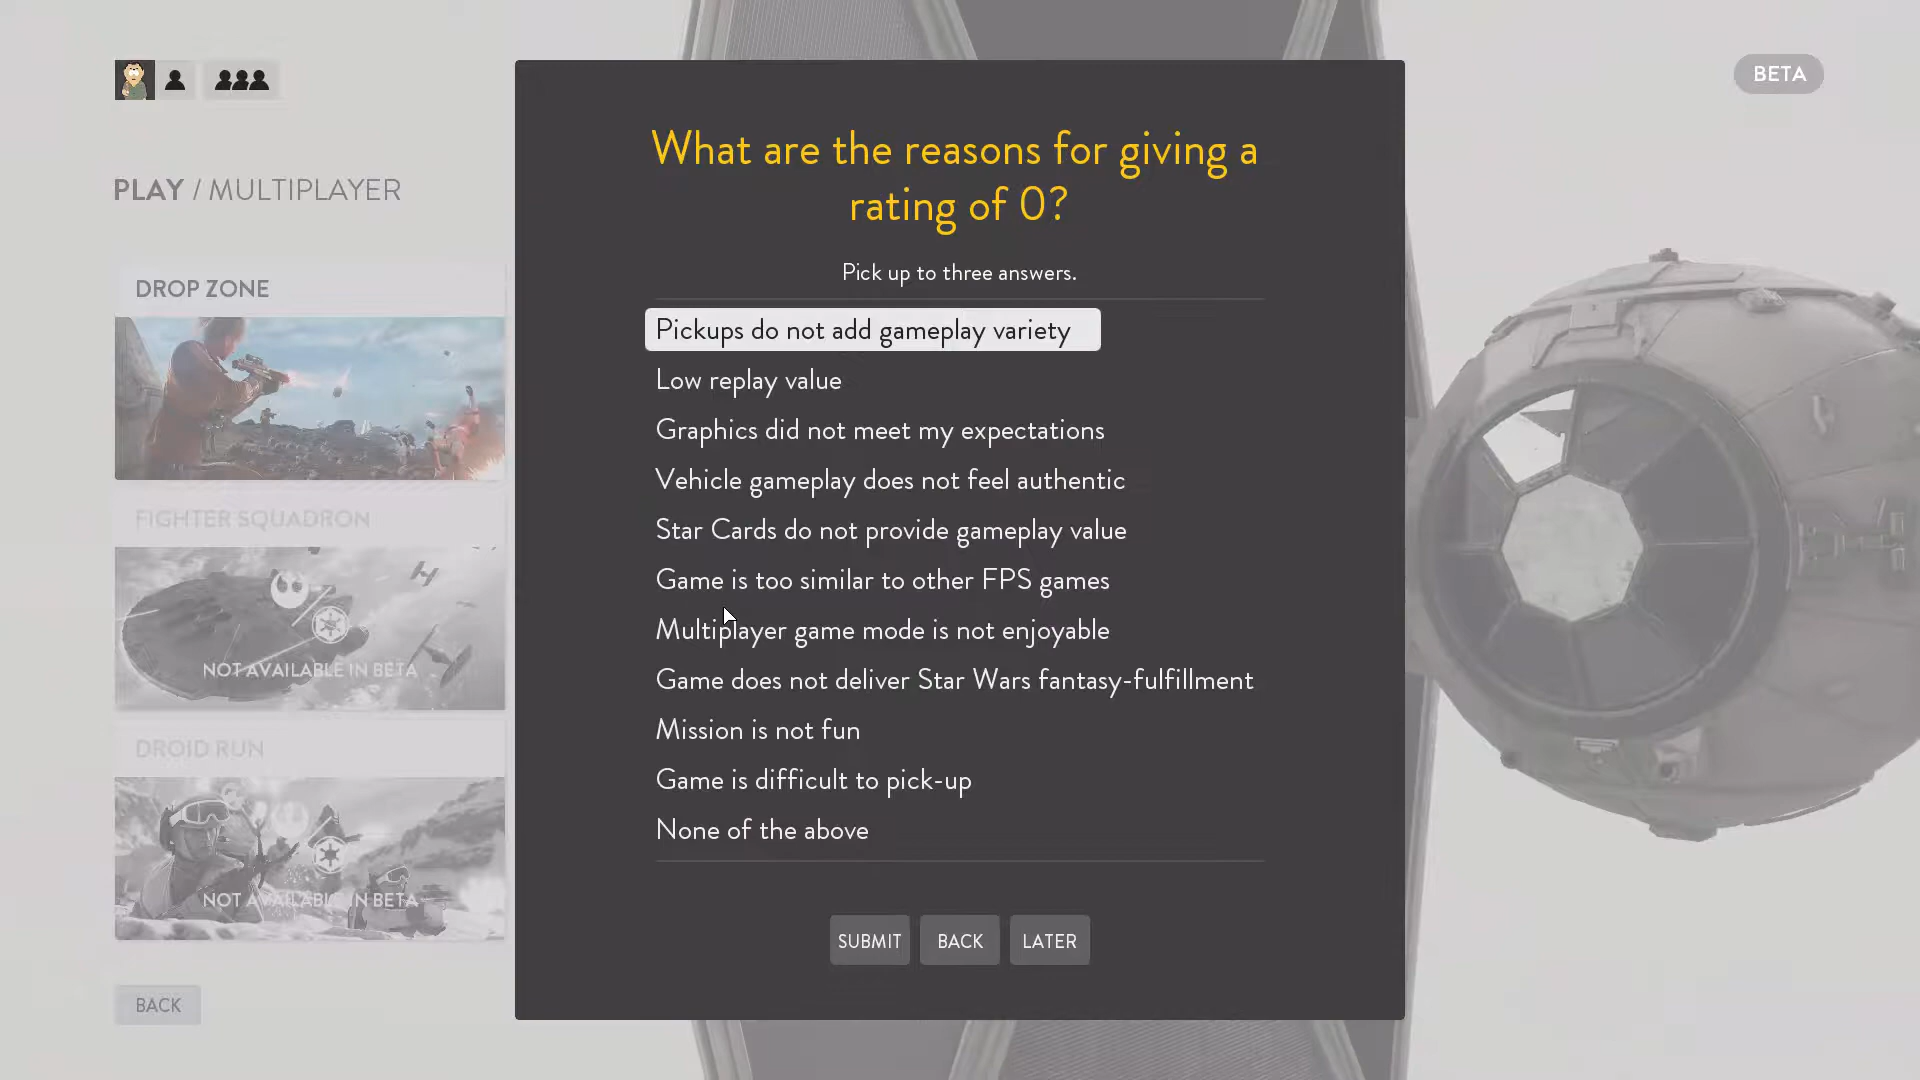 BETA
PLAY / MULTIPLAYER
DROP ZONE
FIGHTER SQUADRON
NOT AVAILABLE IN BETA
DROID RUN
NOT AVAILABLE IN BETA
BACK
What are the reasons for giving a
rating of 0?
Pick up to three answers.
Pickups do not add gameplay variety
Low replay value
Graphics did not meet my expectations
Vehicle gameplay does not feel authentic
Star Cards do not provide gameplay value
Game is too similar to other FPS games
Multiplayer game mode is not enjoyable
Game does not deliver Star Wars fantasy-fulfillment
Mission is not fun
Game is difficult to pick-up
None of the above
SUBMIT
BACK
LATER